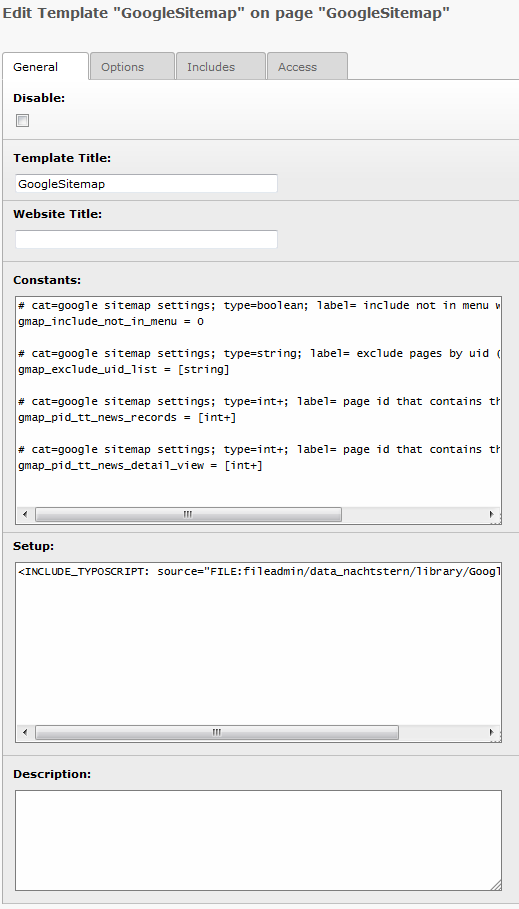 Edit Template "GoogleSitemap" on page "GoogleSitemap"
General Options Includes Access
Disable:
Template Title:
GoogleSitemap
Website Title:
Constants:
# cat=google sitemap settings; type=boolean; label= include not in menu
gmap_include_not_in_menu = 0
# cat=google sitemap settings; type=string; label= exclude pages by uid (
gmap_exclude_uid_list = [string]
# cat=google sitemap settings; type=int+; label= page id that contains th
gmap_pid_tt_news_records = [int+]
# cat=google sitemap settings; type=int+; label= page id that contains th
gmap_pid_tt_news_detail_view = [int+]
Setup:
<INCLUDE_TYPOSCRIPT: source="FILE:fileadmin/data_nachtstern/library/Googl
Description: